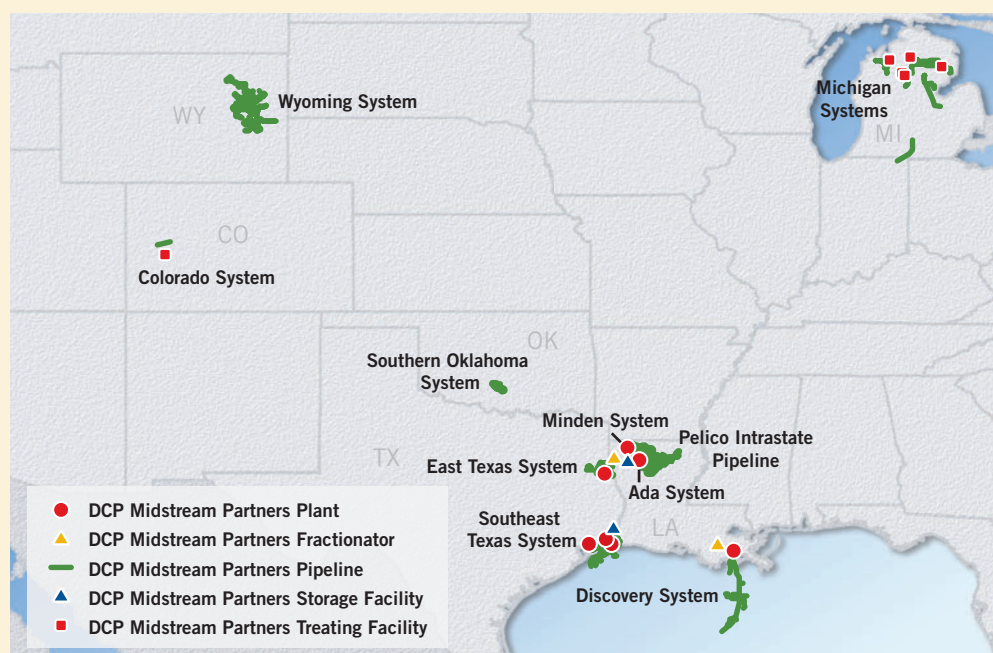 WY
Wyoming System
Michigan
Systems
MI
CO
Colorado System
OK
Southern Oklahoma
System
Minden System
Pelico Intrastate
Pipeline
TX
East Texas System
Ada System
Southeast
Texas System
LA
Discovery System
DCP Midstream Partners Plant
DCP Midstream Partners Fractionator
DCP Midstream Partners Pipeline
DCP Midstream Partners Storage Facility
DCP Midstream Partners Treating Facility